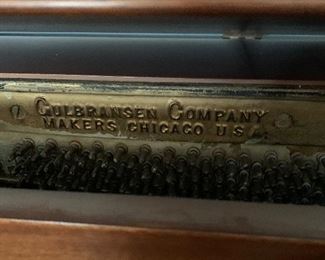 GULBRANSEN COMPANY
MAKERS, CHICAGO U.S.A.